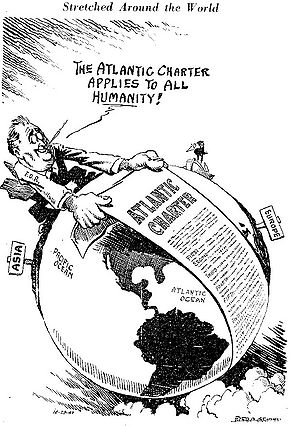 Stretched Around the World
THE ATLANTIC CHARTER
APPLIES TO ALL
HUMANITY!
F.D.R.
ATLANTIC
CHARTER
EUROPE
ASIA
PACIFIC
OCEAN
ATLANTIC
OCEAN